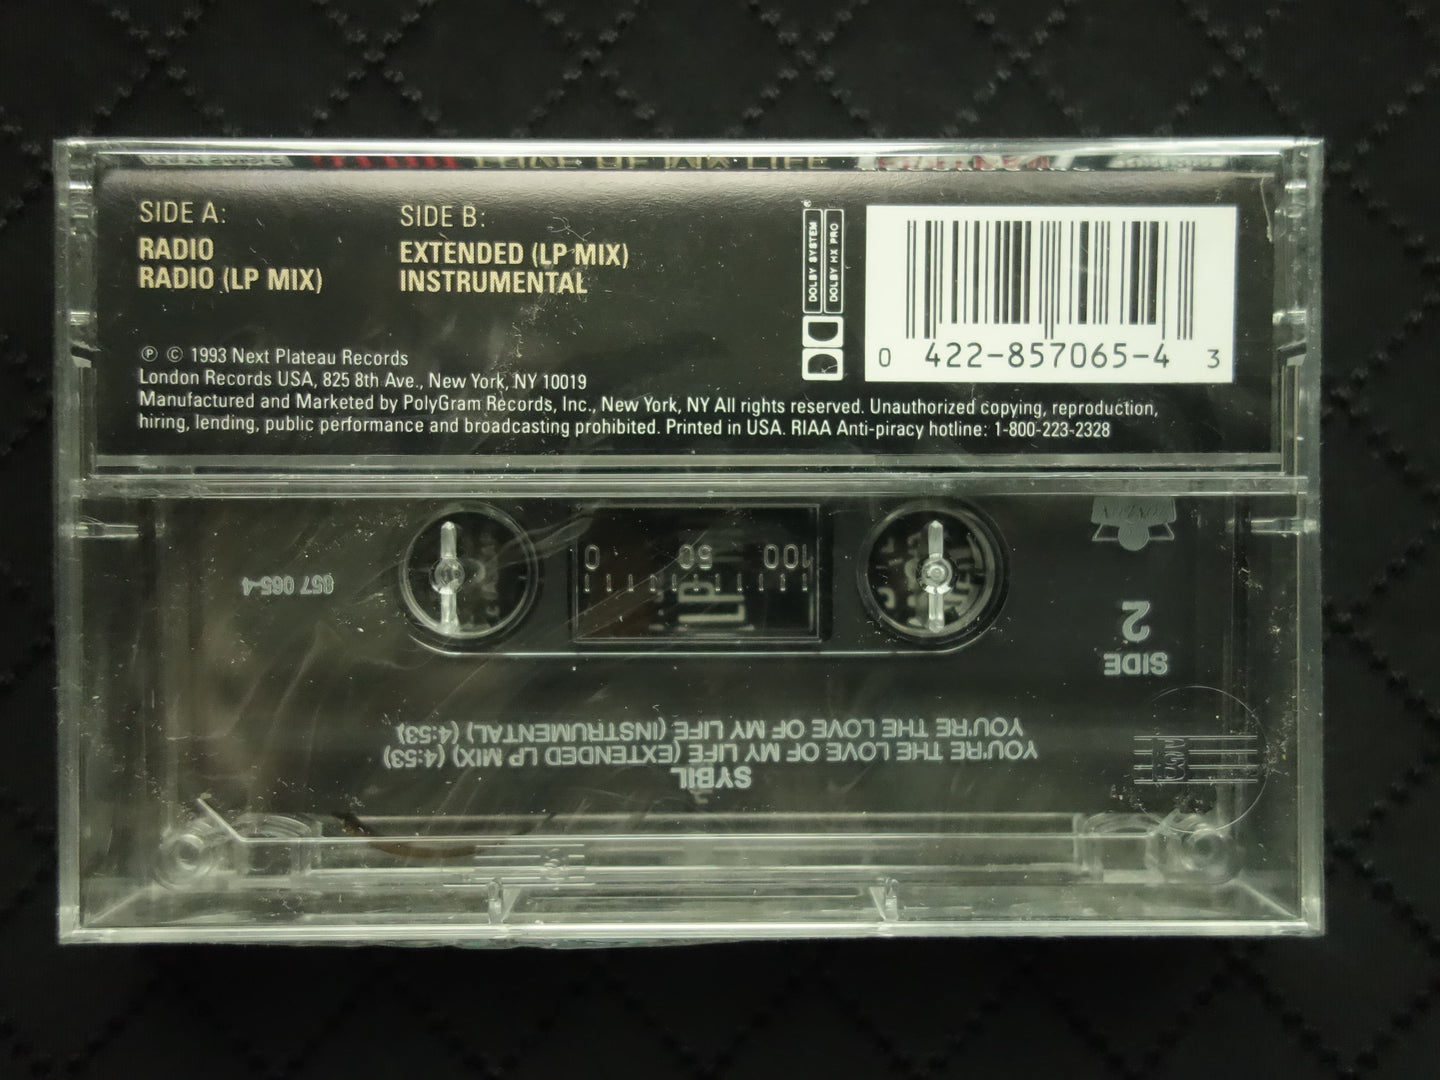 SIDE A:
RADIO
RADIO (LP MIX)
SIDE B:
EXTENDED (LP MIX)
INSTRUMENTAL
DOLBY SYSTEM
DOLBY HX PRO
0 422-857065-4 3
℗ © 1993 Next Plateau Records
London Records USA, 825 8th Ave., New York, NY 10019
Manufactured and Marketed by PolyGram Records, Inc., New York, NY All rights reserved. Unauthorized copying, reproduction,
hiring, lending, public performance and broadcasting prohibited. Printed in USA. RIAA Anti-piracy hotline: 1-800-223-2328
LONDON
857 065-4
100 50 0
LP
SIDE
2
SYBIL
YOU'RE THE LOVE OF MY LIFE (EXTENDED LP MIX) (4:53)
YOU'RE THE LOVE OF MY LIFE (INSTRUMENTAL) (4:53)